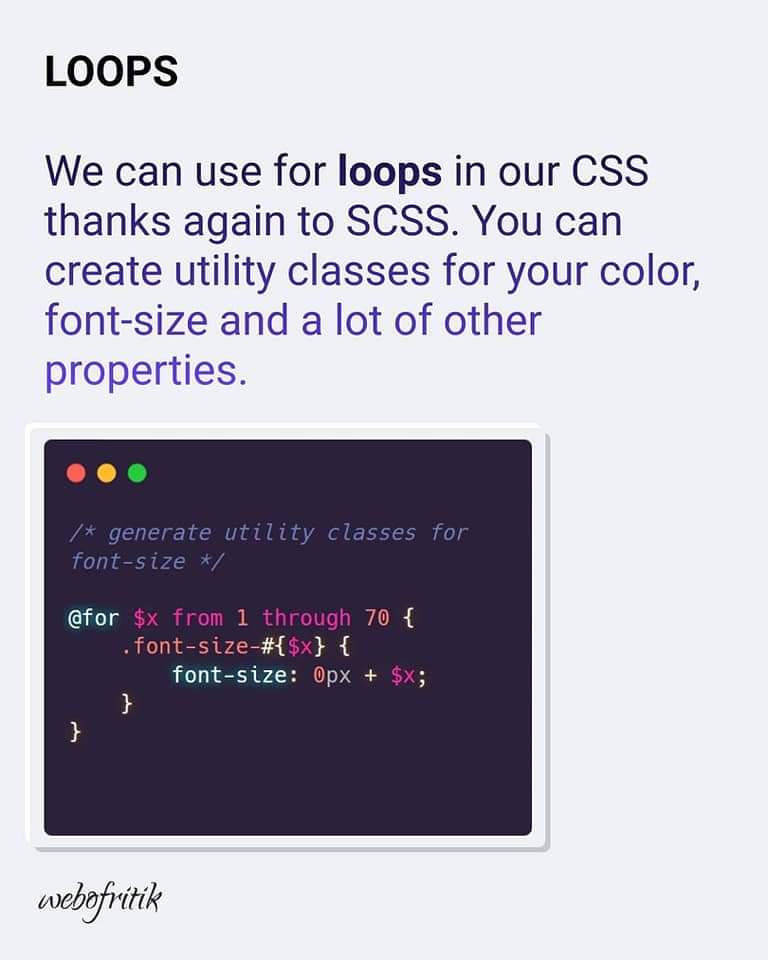 LOOPS
We can use for loops in our CSS
thanks again to SCSS. You can
create utility classes for your color,
font-size and a lot of other
properties.
/* generate utility classes for
font-size */
@for $x from 1 through 70 {
    .font-size-#{$x} {
        font-size: 0px + $x;
    }
}
webofritik